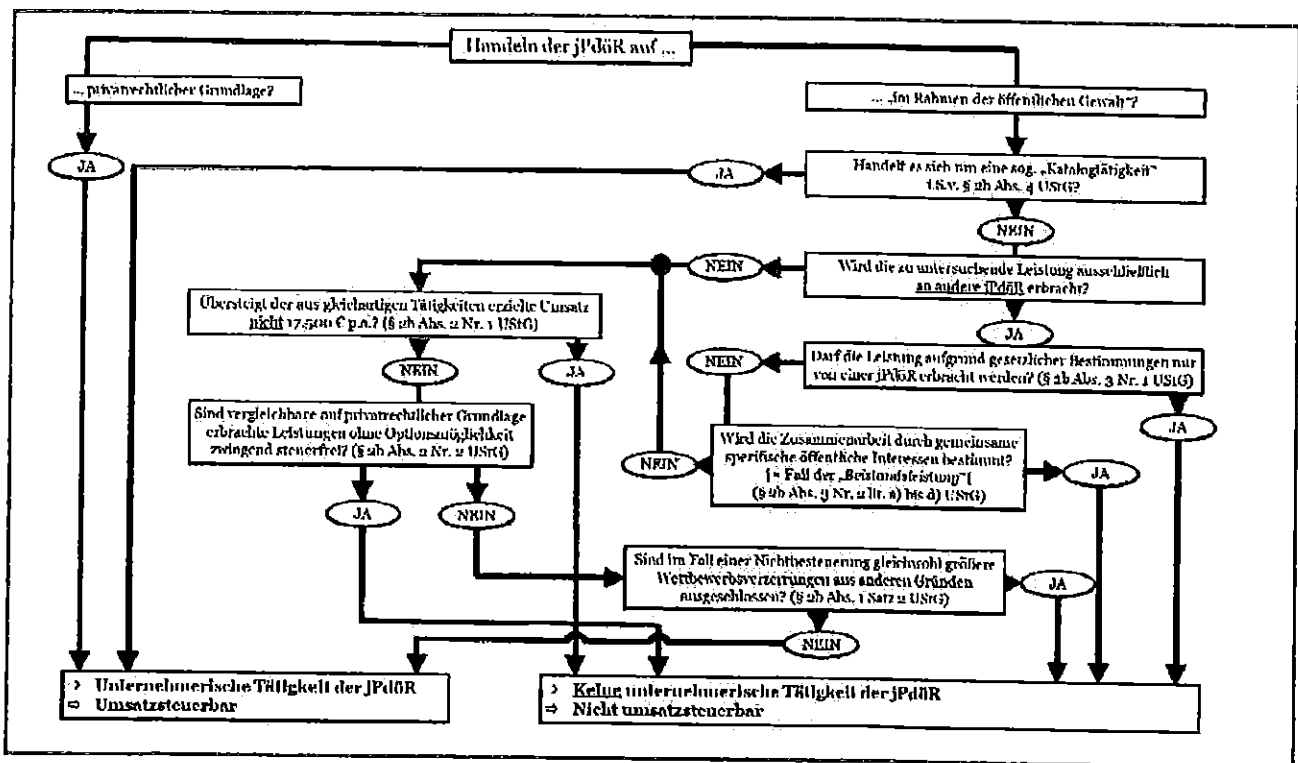 Handeln der jPdöR auf ...
... privatrechtlicher Grundlage?
... „im Rahmen der öffentlichen Gewalt“?
JA
JA
Handelt es sich um eine sog. „Katalogtätigkeit“
i.S.v. § 2b Abs. 4 UStG?
NEIN
NEIN
Wird die zu untersuchende Leistung ausschließlich
an andere jPdöR erbracht?
Übersteigt der aus gleichartigen Tätigkeiten erzielte Umsatz
nicht 17.500 € p.a.? (§ 2b Abs. 2 Nr. 1 UStG)
JA
NEIN
JA
NEIN
Darf die Leistung aufgrund gesetzlicher Bestimmungen nur
von einer jPdöR erbracht werden? (§ 2b Abs. 3 Nr. 1 UStG)
Sind vergleichbare auf privatrechtlicher Grundlage
erbrachte Leistungen ohne Optionsmöglichkeit
zwingend steuerfrei? (§ 2b Abs. 2 Nr. 2 UStG)
JA
NEIN
Wird die Zusammenarbeit durch gemeinsame
spezifische öffentliche Interessen bestimmt?
[= Fall der „Beistandsleistung“]
(§ 2b Abs. 3 Nr. 2 lit. a) bis d) UStG)
JA
JA
NEIN
Sind im Fall einer Nichtbesteuerung gleichwohl größere
Wettbewerbsverzerrungen aus anderen Gründen
ausgeschlossen? (§ 2b Abs. 1 Satz 2 UStG)
JA
NEIN
> Unternehmerische Tätigkeit der jPdöR
⇨ Umsatzsteuerbar
> Keine unternehmerische Tätigkeit der jPdöR
⇨ Nicht umsatzsteuerbar